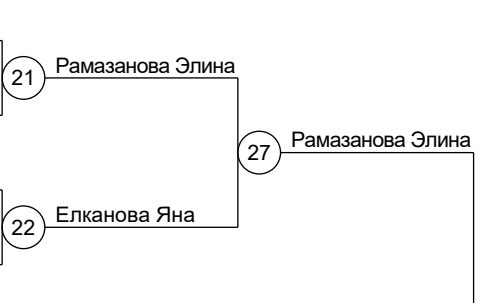 21 Рамазанова Элина
27 Рамазанова Элина
22 Елканова Яна